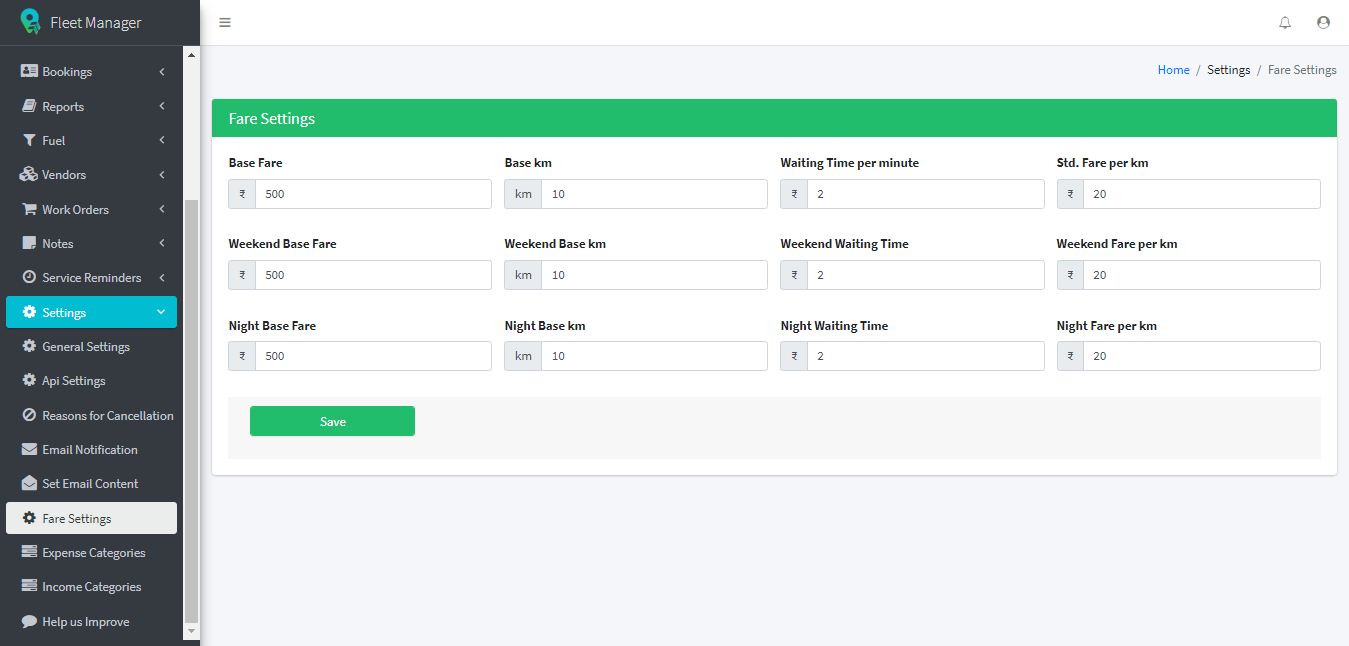 Fleet Manager
Bookings
Reports
Fuel
Vendors
Work Orders
Notes
Service Reminders
Settings
General Settings
Api Settings
Reasons for Cancellation
Email Notification
Set Email Content
Fare Settings
Expense Categories
Income Categories
Help us Improve
Home / Settings / Fare Settings
Fare Settings
Base Fare Base km Waiting Time per minute Std. Fare per km
₹ 500 km 10 ₹ 2 ₹ 20
Weekend Base Fare Weekend Base km Weekend Waiting Time Weekend Fare per km
₹ 500 km 10 ₹ 2 ₹ 20
Night Base Fare Night Base km Night Waiting Time Night Fare per km
₹ 500 km 10 ₹ 2 ₹ 20
Save